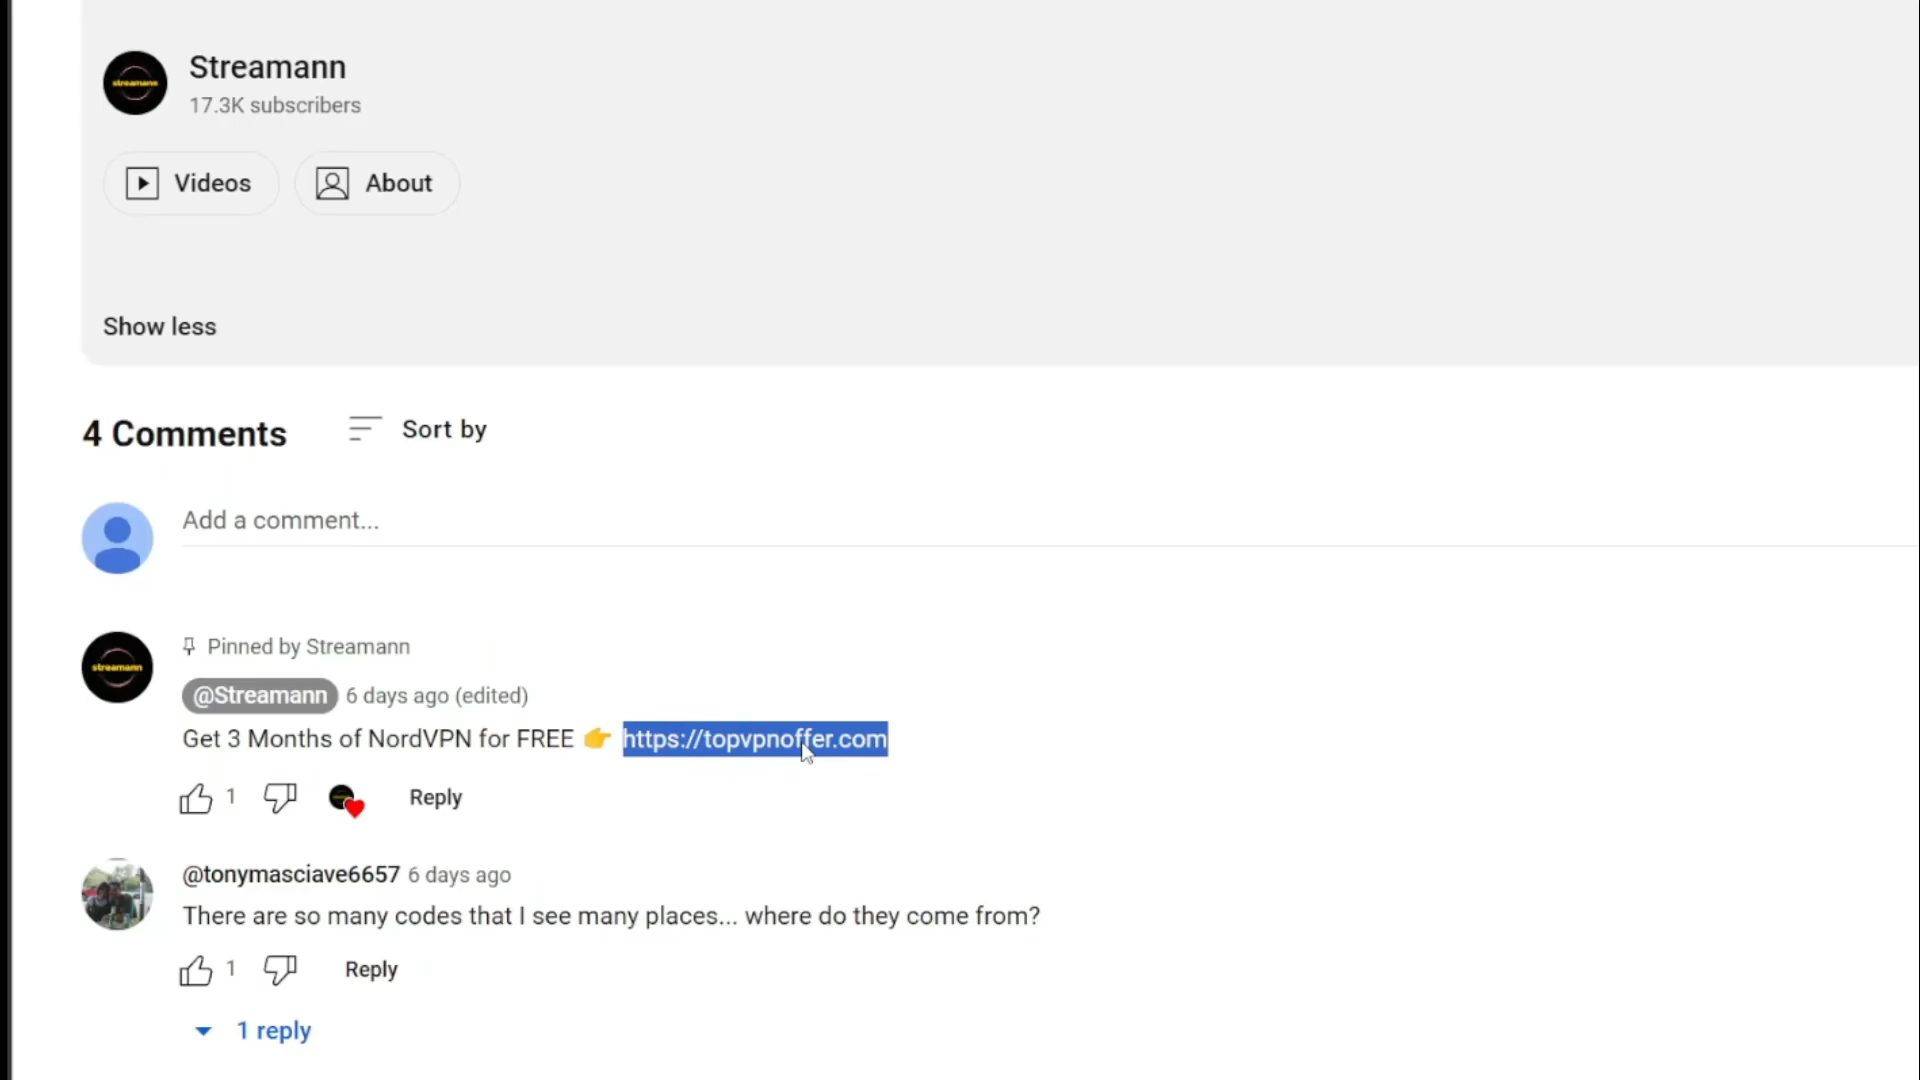 streamann
Streamann
17.3K subscribers
Videos
About
Show less
4 Comments
Sort by
Add a comment...
streamann
Pinned by Streamann
@Streamann 6 days ago (edited)
Get 3 Months of NordVPN for FREE 👉 https://topvpnoffer.com
1
Reply
@tonymasciave6657 6 days ago
There are so many codes that I see many places... where do they come from?
1
Reply
1 reply